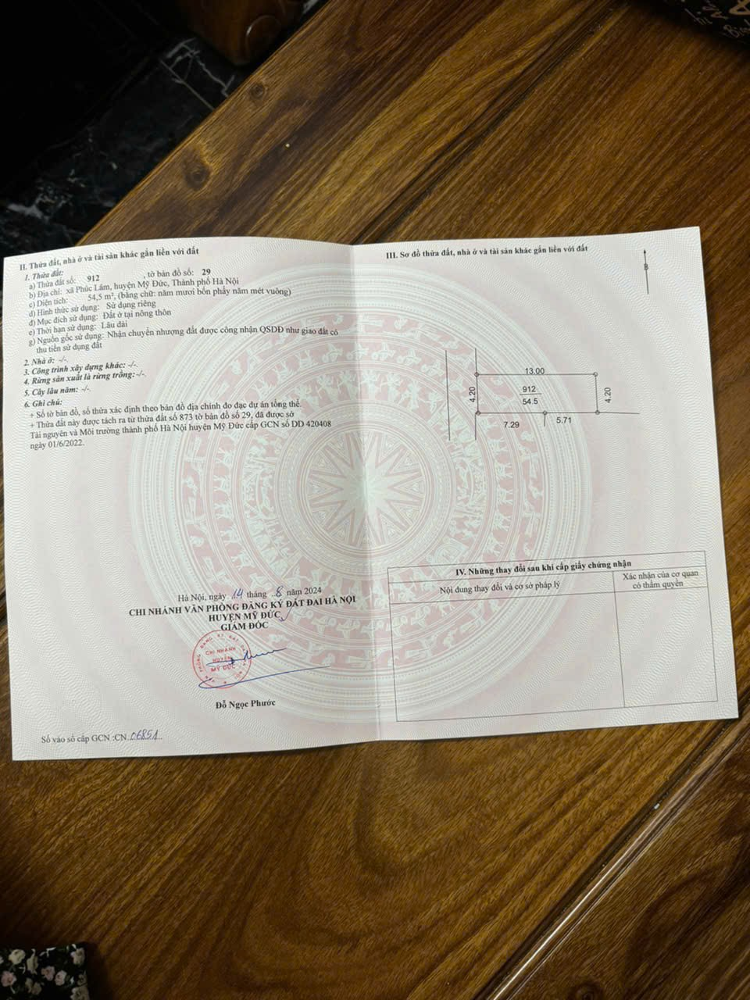 II. Thửa đất, nhà ở và tài sản khác gắn liền với đất
1. Thửa đất:
a) Thửa đất số: 912 , tờ bản đồ số: 29
b) Địa chỉ: xã Phúc Lâm, huyện Mỹ Đức, Thành phố Hà Nội
c) Diện tích: 54,5 m², (bằng chữ: năm mươi bốn phẩy năm mét vuông)
d) Hình thức sử dụng: Sử dụng riêng
đ) Mục đích sử dụng: Đất ở tại nông thôn
e) Thời hạn sử dụng: Lâu dài
g) Nguồn gốc sử dụng: Nhận chuyển nhượng đất được công nhận QSDĐ như giao đất có
thu tiền sử dụng đất
2. Nhà ở: -/-.
3. Công trình xây dựng khác: -/-.
4. Rừng sản xuất là rừng trồng: -/-.
5. Cây lâu năm: -/-.
6. Ghi chú:
+ Số tờ bản đồ, số thửa xác định theo bản đồ địa chính đo đạc dự án tổng thể.
+ Thửa đất này được tách ra từ thửa đất số 873 tờ bản đồ số 29, đã được sở
Tài nguyên và Môi trường thành phố Hà Nội huyện Mỹ Đức cấp GCN số DD 420408
ngày 01/6/2022.
Hà Nội, ngày 14 tháng 8 năm 2024
CHI NHÁNH VĂN PHÒNG ĐĂNG KÝ ĐẤT ĐAI HÀ NỘI
HUYỆN MỸ ĐỨC
GIÁM ĐỐC
CHI NHÁNH
HUYỆN
MỸ ĐỨC
Đỗ Ngọc Phước
Số vào sổ cấp GCN :CN 06851
III. Sơ đồ thửa đất, nhà ở và tài sản khác gắn liền với đất
B
13.00
4.20
912
54.5
4.20
7.29
5.71
IV. Những thay đổi sau khi cấp giấy chứng nhận
Nội dung thay đổi và cơ sở pháp lý
Xác nhận của cơ quan
có thẩm quyền